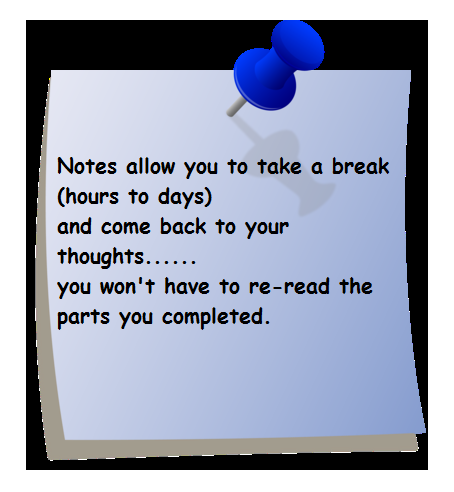 Notes allow you to take a break
(hours to days)
and come back to your
thoughts......
you won't have to re-read the
parts you completed.